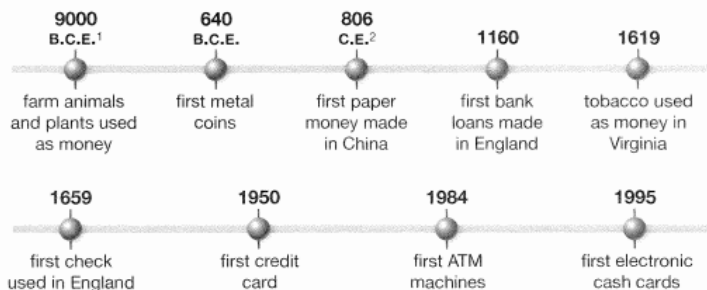 9000 640 806 1160 1619
B.C.E.¹ B.C.E. C.E.²
farm animals first metal first paper first bank tobacco used
and plants used coins money made loans made as money in
as money in China in England Virginia
1659 1950 1984 1995
first check first credit first ATM first electronic
used in England card machines cash cards